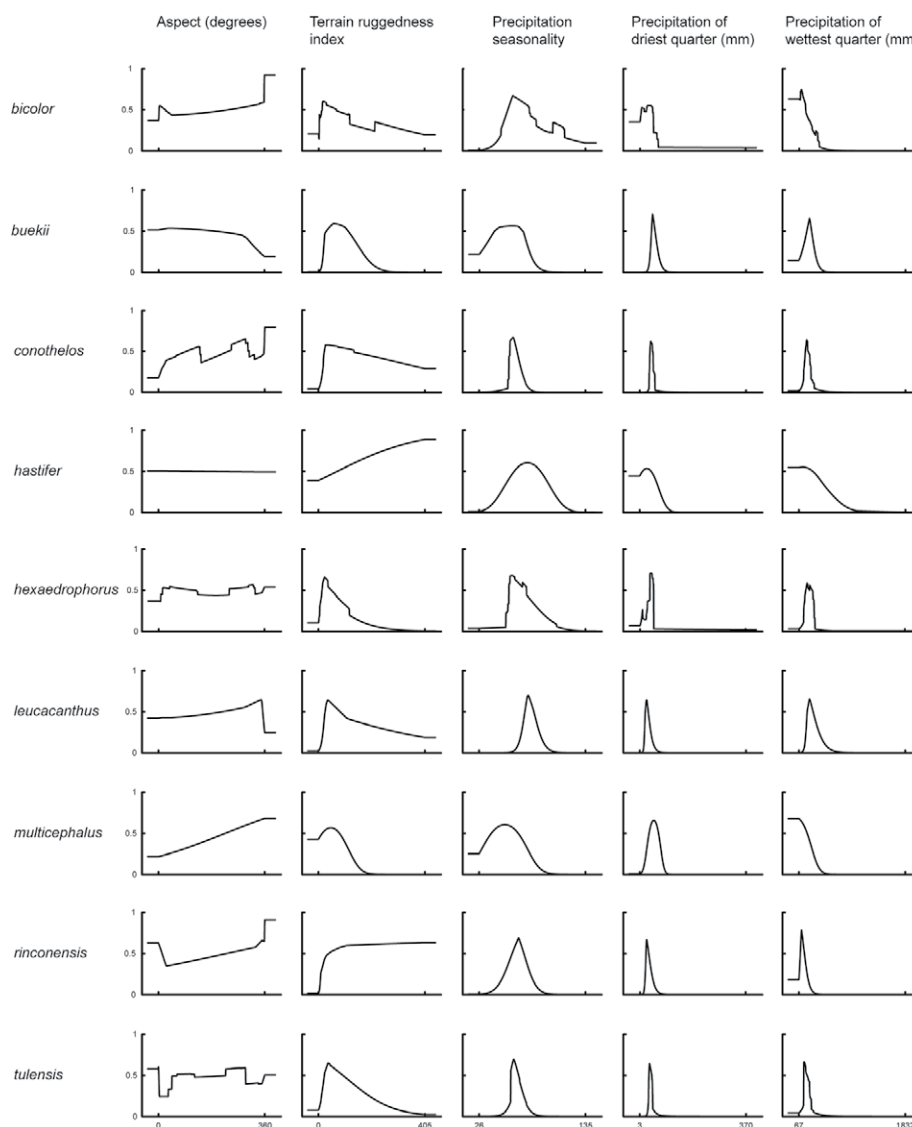 Aspect (degrees) Terrain ruggedness index Precipitation seasonality Precipitation of driest quarter (mm) Precipitation of wettest quarter (mm
bicolor
1
0.5
0
buekii
1
0.5
0
conothelos
1
0.5
0
hastifer
1
0.5
0
hexaedrophorus
1
0.5
0
leucacanthus
1
0.5
0
multicephalus
1
0.5
0
rinconensis
1
0.5
0
tulensis
1
0.5
0
0 360 0 405 26 135 3 370 67 1832